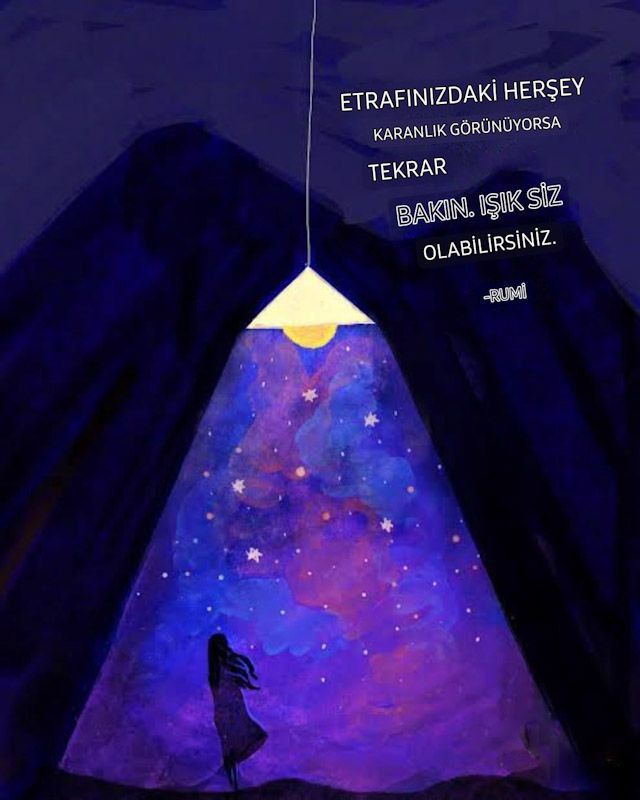 ETRAFINIZDAKİ HERŞEY
KARANLIK GÖRÜNÜYORSA
TEKRAR
BAKIN. IŞIK SİZ
OLABİLİRSİNİZ.
-RUMİ